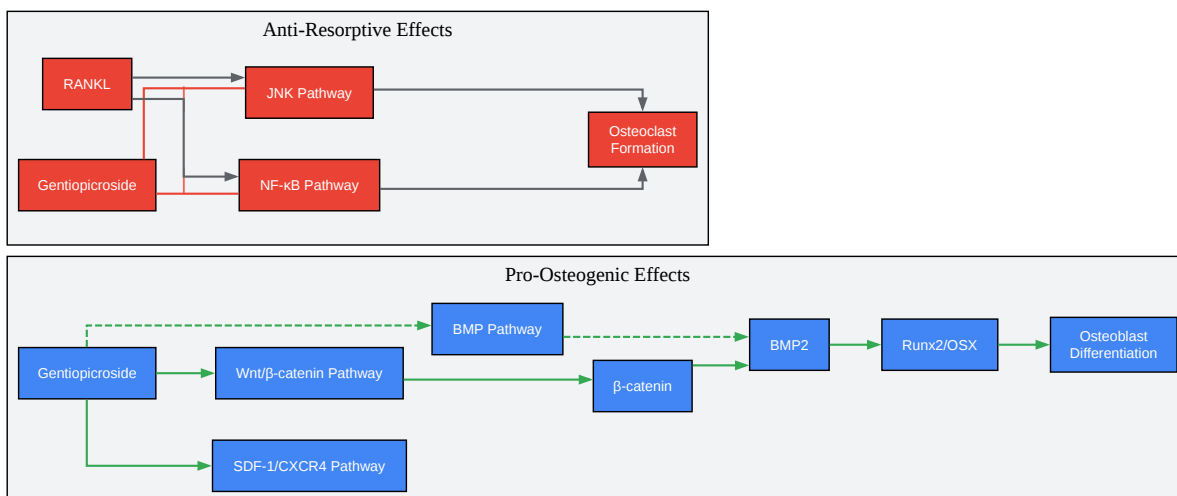 Anti-Resorptive Effects
RANKL
JNK Pathway
Osteoclast
Formation
Gentiopicroside
NF-κB Pathway
Pro-Osteogenic Effects
BMP Pathway
BMP2
Runx2/OSX
Osteoblast
Differentiation
Gentiopicroside
Wnt/β-catenin Pathway
β-catenin
SDF-1/CXCR4 Pathway